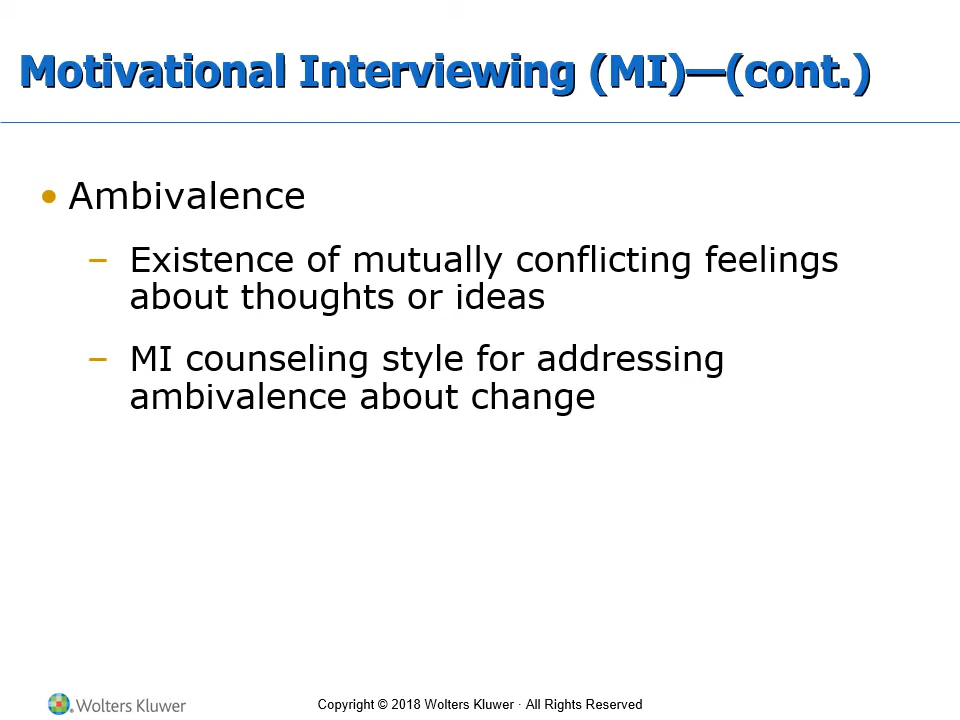 Motivational Interviewing (MI)—(cont.)
• Ambivalence
– Existence of mutually conflicting feelings
about thoughts or ideas
– MI counseling style for addressing
ambivalence about change
Wolters Kluwer
Copyright © 2018 Wolters Kluwer · All Rights Reserved